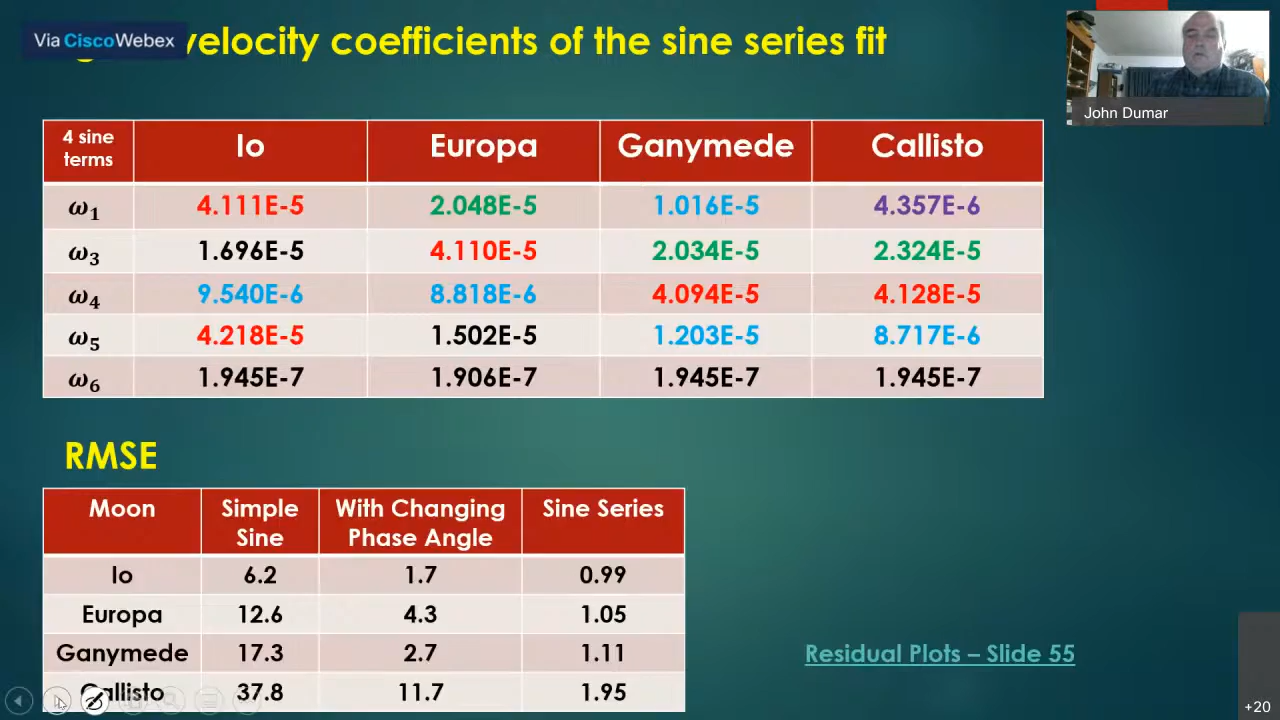 Via CiscoWebex
velocity coefficients of the sine series fit
John Dumar
4 sine terms Io Europa Ganymede Callisto
ω1 4.111E-5 2.048E-5 1.016E-5 4.357E-6
ω3 1.696E-5 4.110E-5 2.034E-5 2.324E-5
ω4 9.540E-6 8.818E-6 4.094E-5 4.128E-5
ω5 4.218E-5 1.502E-5 1.203E-5 8.717E-6
ω6 1.945E-7 1.906E-7 1.945E-7 1.945E-7
RMSE
Moon Simple Sine With Changing Phase Angle Sine Series
Io 6.2 1.7 0.99
Europa 12.6 4.3 1.05
Ganymede 17.3 2.7 1.11
Callisto 37.8 11.7 1.95
Residual Plots – Slide 55
+20